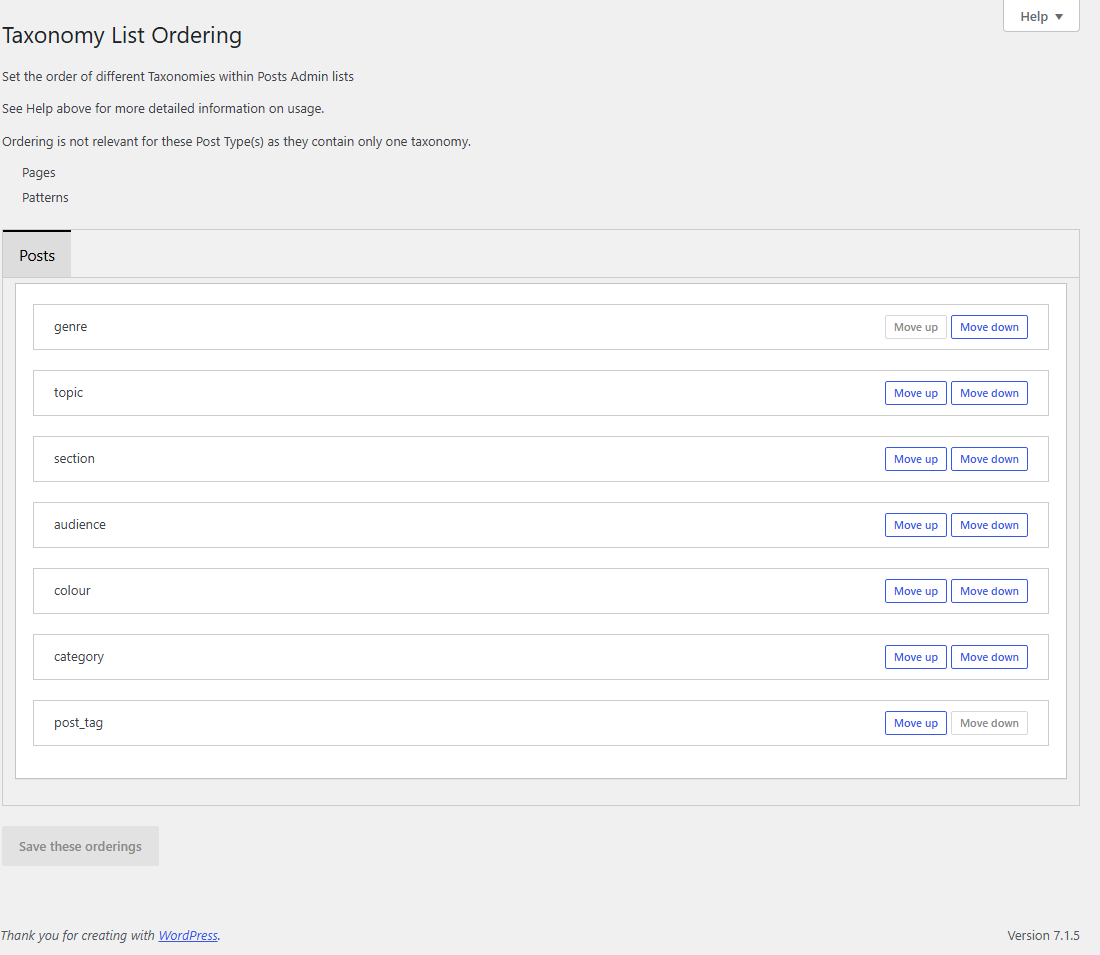 Help ▼
Taxonomy List Ordering
Set the order of different Taxonomies within Posts Admin lists
See Help above for more detailed information on usage.
Ordering is not relevant for these Post Type(s) as they contain only one taxonomy.
Pages
Patterns
Posts
genre Move up Move down
topic Move up Move down
section Move up Move down
audience Move up Move down
colour Move up Move down
category Move up Move down
post_tag Move up Move down
Save these orderings
Thank you for creating with WordPress. Version 7.1.5